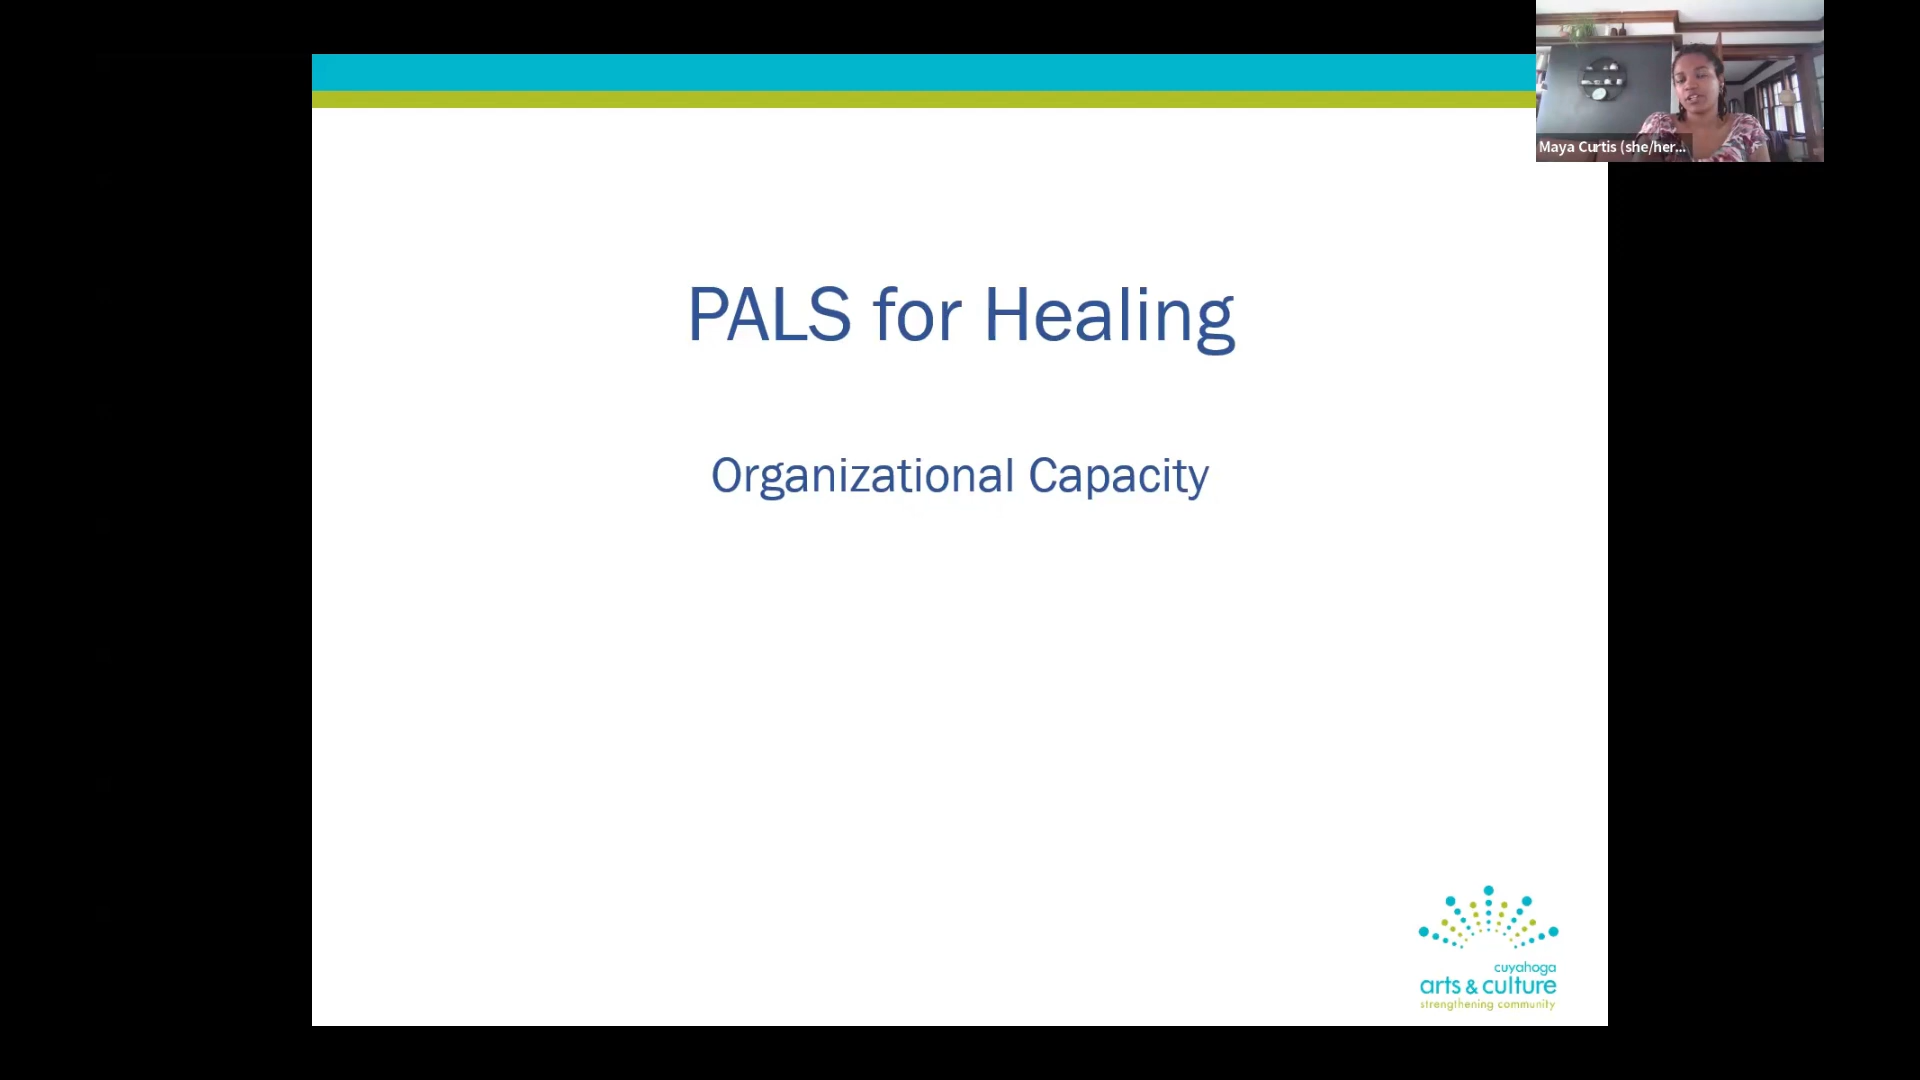 Maya Curtis (she/her...
PALS for Healing
Organizational Capacity
cuyahoga
arts & culture
strengthening community